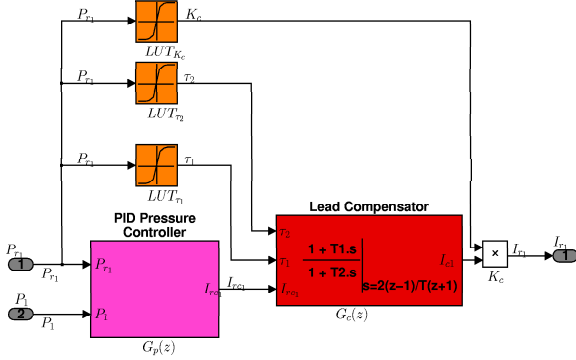 P_{r_1} K_c
LUT_{K_c}
P_{r_1} τ_2
LUT_{τ_2}
P_{r_1} τ_1
LUT_{τ_1}
PID Pressure
Controller
Lead Compensator
P_{r_1}
1
P_{r_1}
P_{r_1}
P_1
2
P_1
P_1
I_{rc_1} I_{rc_1}
G_p(z)
τ_2
τ_1
I_{rc_1}
1 + T1.s
1 + T2.s
s=2(z−1)/T(z+1)
I_{c1}
G_c(z)
×
K_c
I_{r_1}
I_{r_1}
1